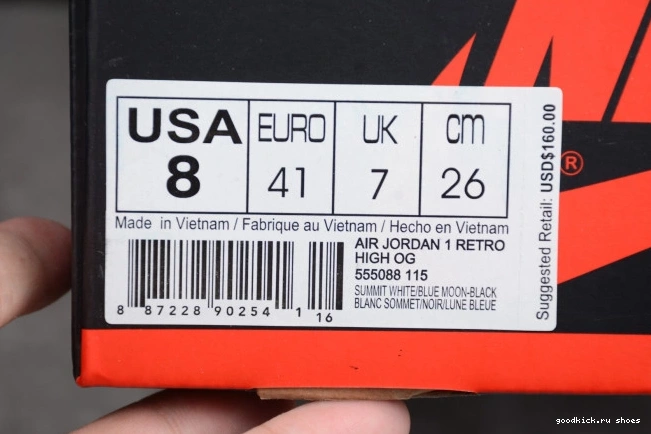 USA EURO UK cm
8 41 7 26
Made in Vietnam / Fabrique au Vietnam / Hecho en Vietnam
AIR JORDAN 1 RETRO
HIGH OG
555088 115
SUMMIT WHITE/BLUE MOON-BLACK
BLANC SOMMET/NOIR/LUNE BLEUE
8 87228 90254 1 16
Suggested Retail: USD$160.00
®
goodkick.ru shoes